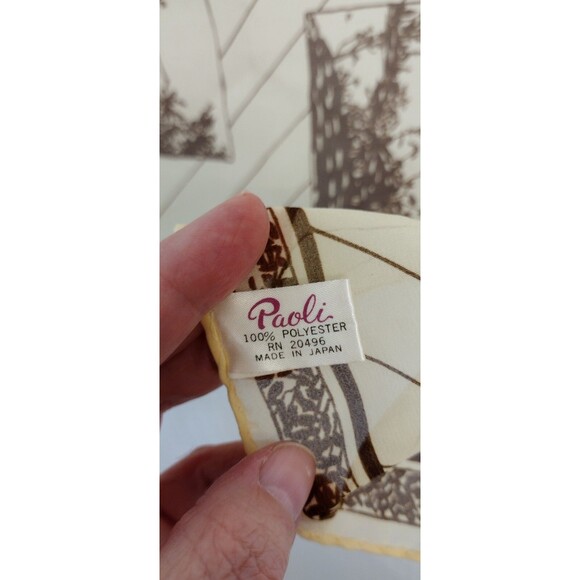 Paoli
100% POLYESTER
RN 20496
MADE IN JAPAN